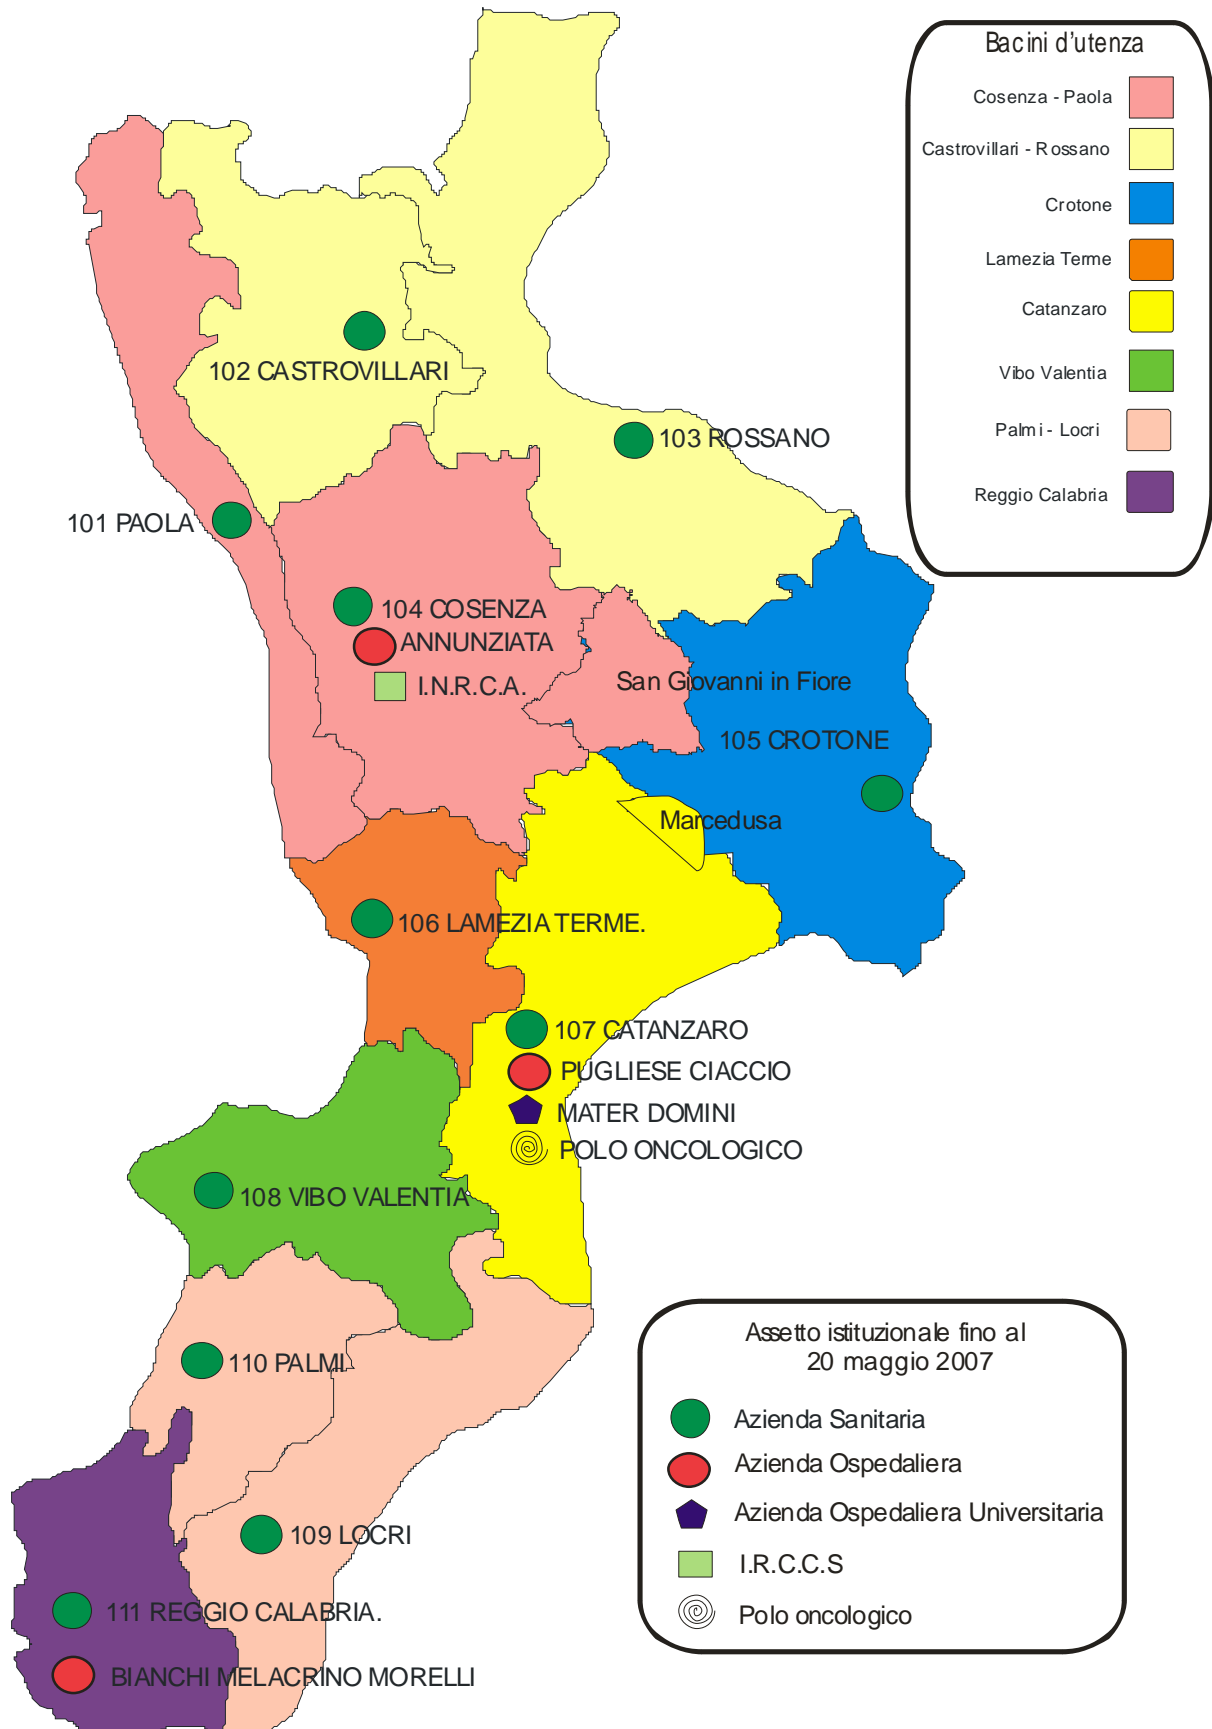 Bacini d'utenza
Cosenza - Paola
Castrovillari - Rossano
Crotone
Lamezia Terme
Catanzaro
Vibo Valentia
Palmi - Locri
Reggio Calabria
102 CASTROVILLARI
103 ROSSANO
101 PAOLA
104 COSENZA
ANNUNZIATA
I.N.R.C.A.
San Giovanni in Fiore
105 CROTONE
Marcedusa
106 LAMEZIA TERME.
107 CATANZARO
PUGLIESE CIACCIO
MATER DOMINI
POLO ONCOLOGICO
108 VIBO VALENTIA
110 PALMI
109 LOCRI
111 REGGIO CALABRIA.
BIANCHI MELACRINO MORELLI
Assetto istituzionale fino al
20 maggio 2007
Azienda Sanitaria
Azienda Ospedaliera
Azienda Ospedaliera Universitaria
I.R.C.C.S
Polo oncologico